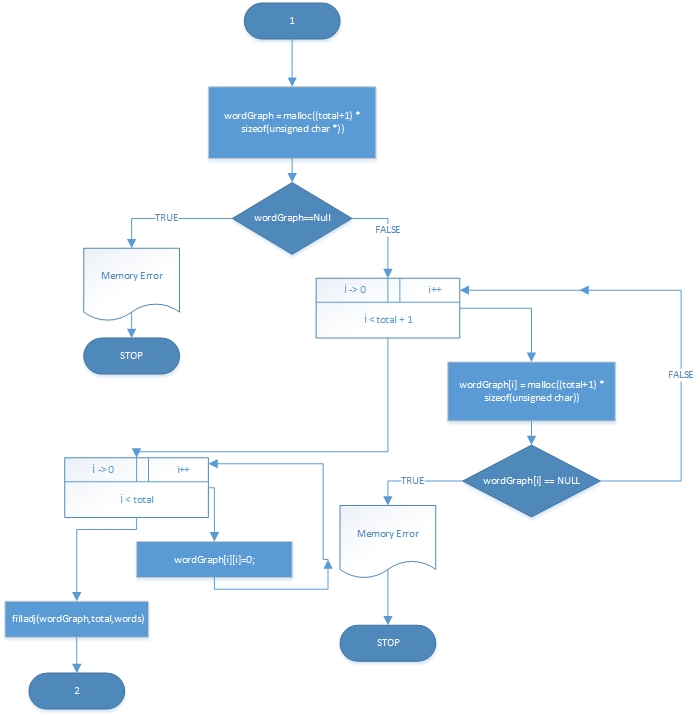 1
wordGraph = malloc((total+1) *
sizeof(unsigned char *))
wordGraph==Null
TRUE
FALSE
Memory Error
STOP
i -> 0
i++
i < total + 1
wordGraph[i] = malloc((total+1) *
sizeof(unsigned char))
FALSE
wordGraph[i] == NULL
TRUE
Memory Error
STOP
i -> 0
i++
i < total
wordGraph[i][i]=0;
filladj(wordGraph,total,words)
2